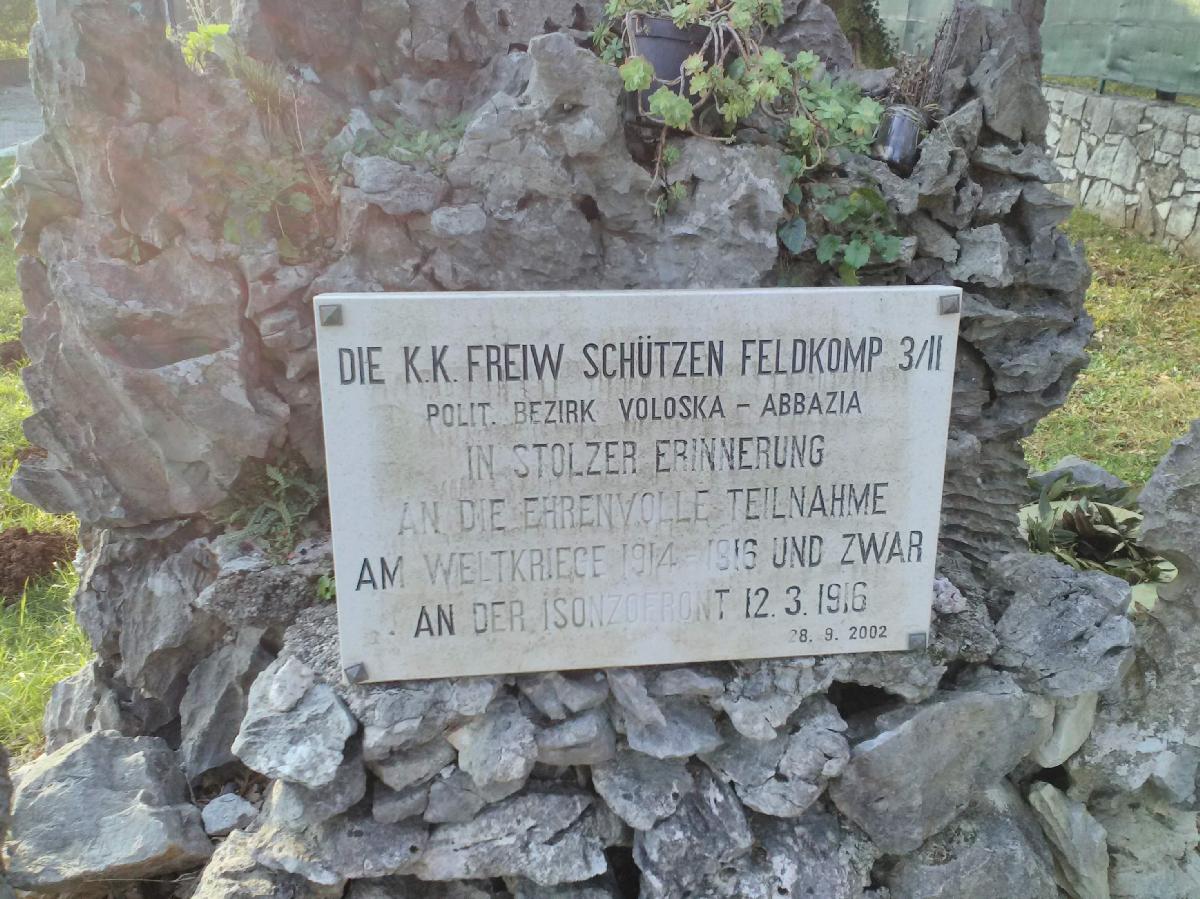 DIE K.K. FREIW SCHÜTZEN FELDKOMP 3/II
POLIT. BEZIRK VOLOSKA - ABBAZIA
IN STOLZER ERINNERUNG
AN DIE EHRENVOLLE TEILNAHME
AM WELTKRIEGE 1914 - 1916 UND ZWAR
AN DER ISONZOFRONT 12.3. 1916
28. 9. 2002